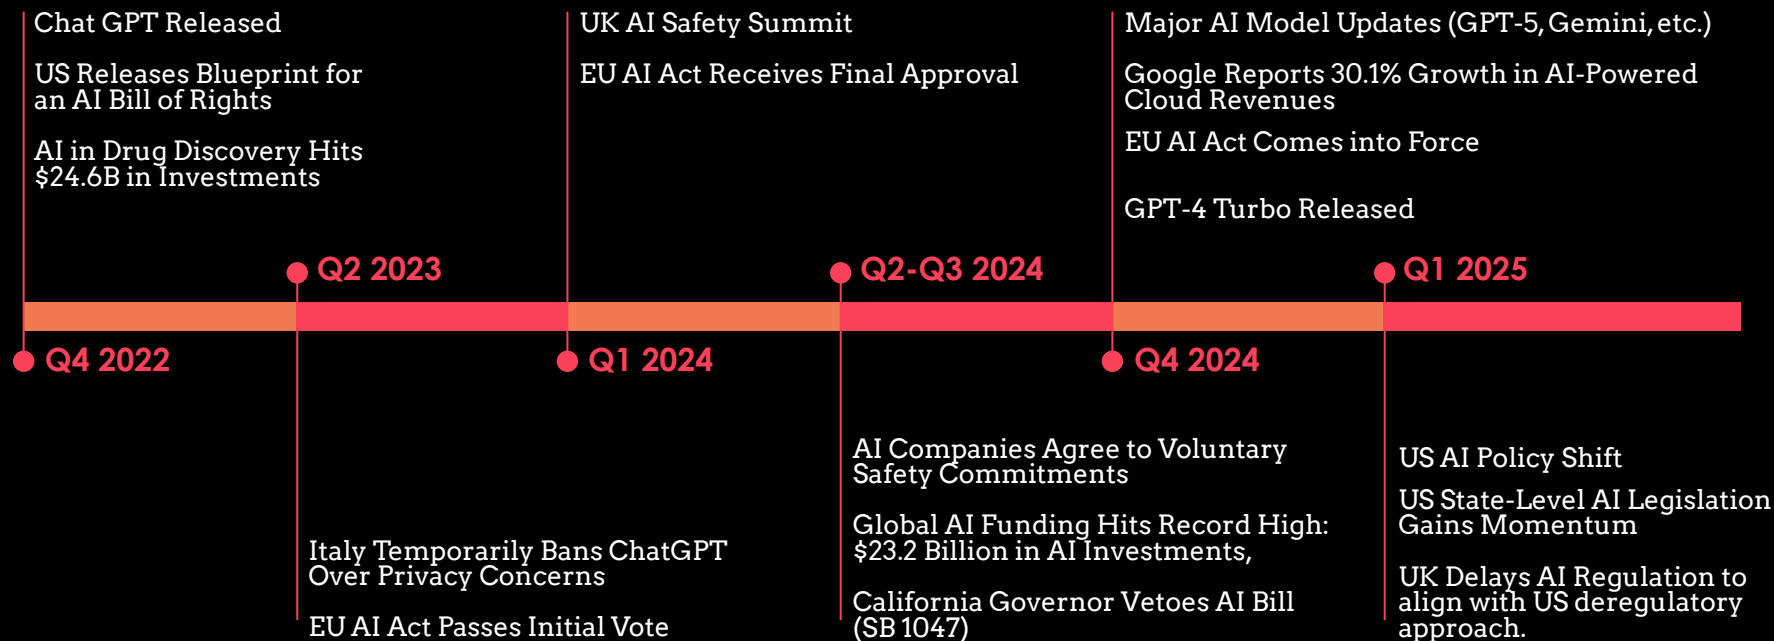 Chat GPT Released
US Releases Blueprint for
an AI Bill of Rights
AI in Drug Discovery Hits
$24.6B in Investments
UK AI Safety Summit
EU AI Act Receives Final Approval
Major AI Model Updates (GPT-5, Gemini, etc.)
Google Reports 30.1% Growth in AI-Powered
Cloud Revenues
EU AI Act Comes into Force
GPT-4 Turbo Released
Q2 2023
Q2-Q3 2024
Q1 2025
Q4 2022
Q1 2024
Q4 2024
Italy Temporarily Bans ChatGPT
Over Privacy Concerns
EU AI Act Passes Initial Vote
AI Companies Agree to Voluntary
Safety Commitments
Global AI Funding Hits Record High:
$23.2 Billion in AI Investments,
California Governor Vetoes AI Bill
(SB 1047)
US AI Policy Shift
US State-Level AI Legislation
Gains Momentum
UK Delays AI Regulation to
align with US deregulatory
approach.